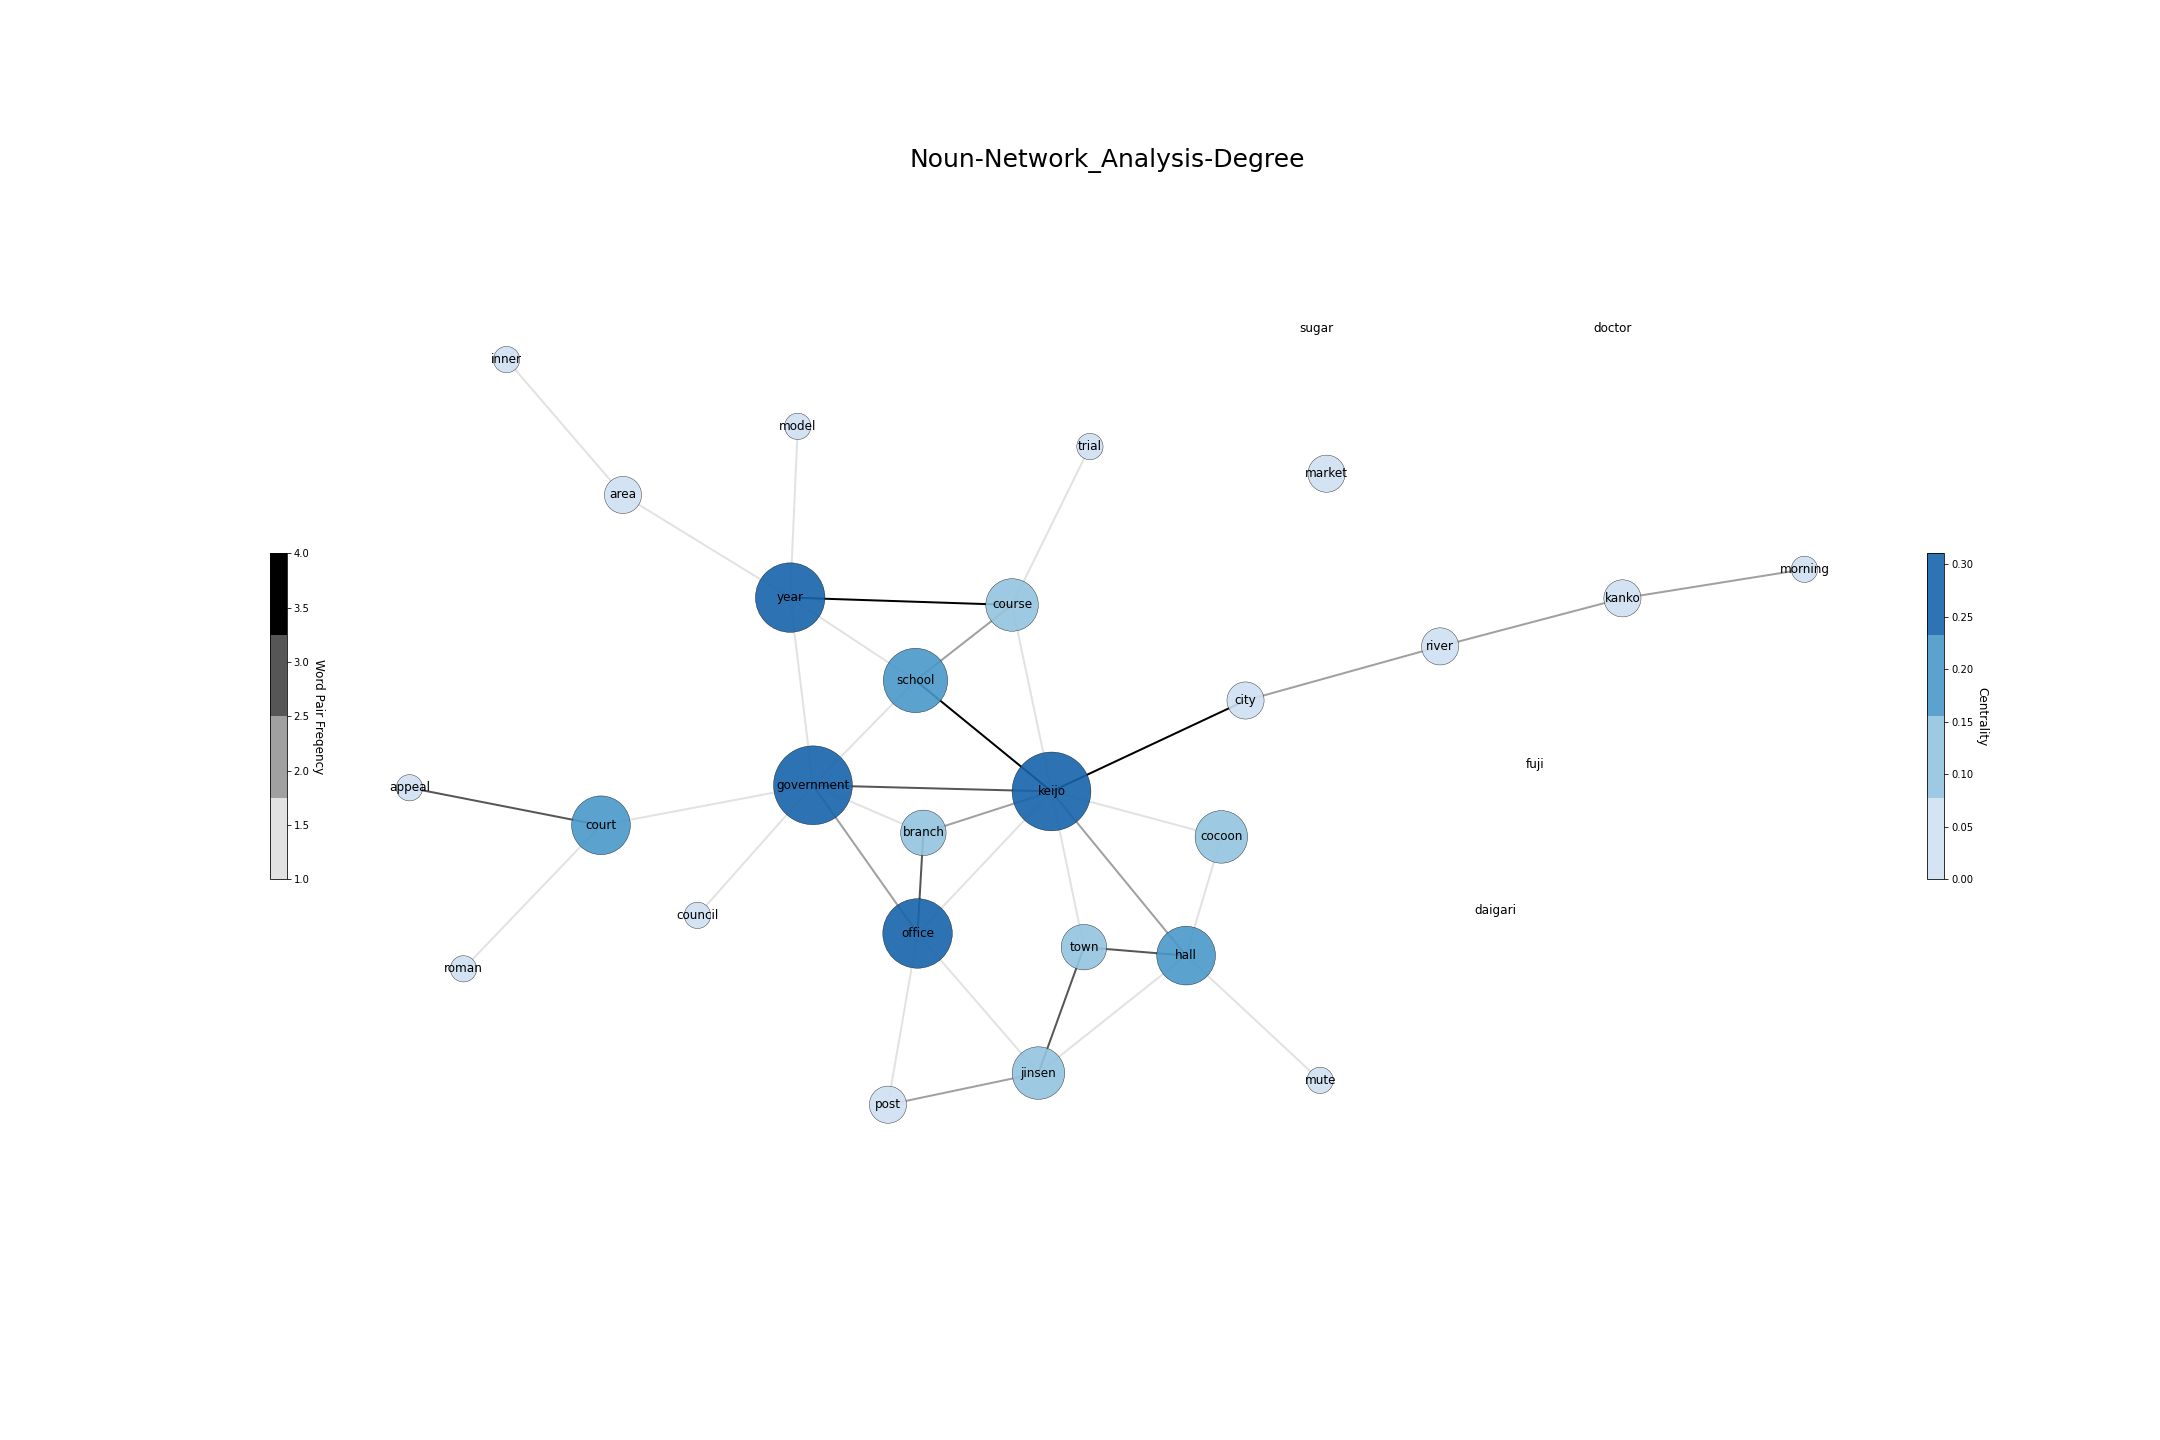 Noun-Network_Analysis-Degree
sugar
doctor
inner
model
trial
market
area
4.0
3.5
3.0
2.5
2.0
1.5
1.0
Word Pair Freqency
year
course
morning
kanko
river
school
city
0.30
0.25
0.20
0.15
0.10
0.05
0.00
Centrality
fuji
appeal
government
keijo
court
branch
cocoon
daigari
council
office
town
hall
roman
jinsen
mute
post